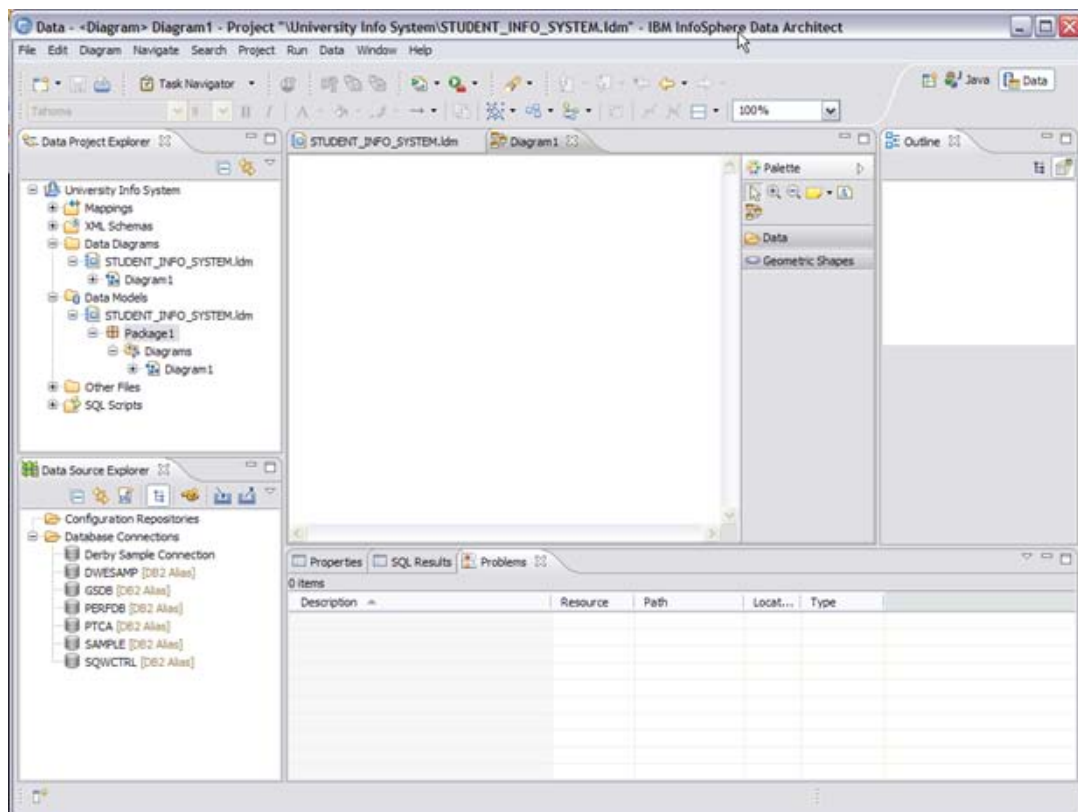 Data - <Diagram> Diagram1 - Project "\University Info System\STUDENT_INFO_SYSTEM.ldm" - IBM InfoSphere Data Architect
File Edit Diagram Navigate Search Project Run Data Window Help
Task Navigator
Java
Data
Tahoma
9
B I
A
100%
Data Project Explorer
University Info System
Mappings
XML Schemas
Data Diagrams
STUDENT_INFO_SYSTEM.ldm
Diagram1
Data Models
STUDENT_INFO_SYSTEM.ldm
Package1
Diagrams
Diagram1
Other Files
SQL Scripts
STUDENT_INFO_SYSTEM.ldm
Diagram1
Palette
Data
Geometric Shapes
Outline
Data Source Explorer
Configuration Repositories
Database Connections
Derby Sample Connection
DWESAMP [DB2 Alias]
GSDB [DB2 Alias]
PERFDB [DB2 Alias]
PTCA [DB2 Alias]
SAMPLE [DB2 Alias]
SQWCTRL [DB2 Alias]
Properties SQL Results Problems
0 items
Description Resource Path Locat... Type